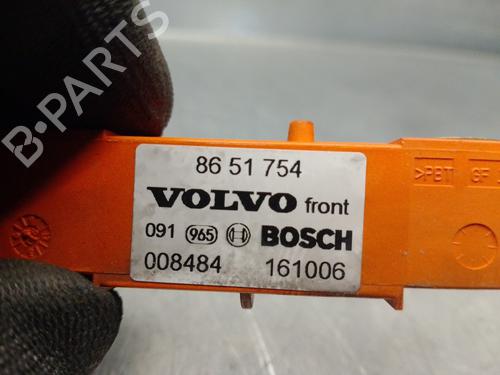 B-PARTS
86 51 754
VOLVO front
091 965 BOSCH
008484 161006
>PBT GF